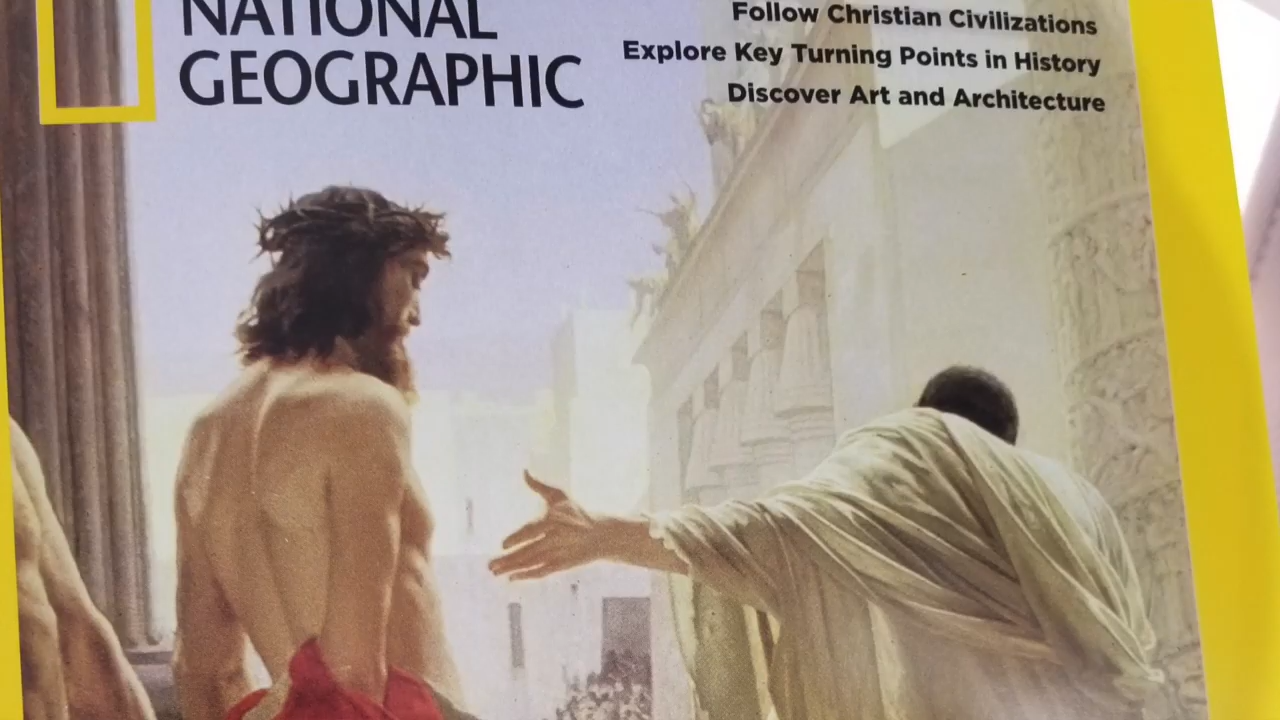 NATIONAL
GEOGRAPHIC
Follow Christian Civilizations
Explore Key Turning Points in History
Discover Art and Architecture